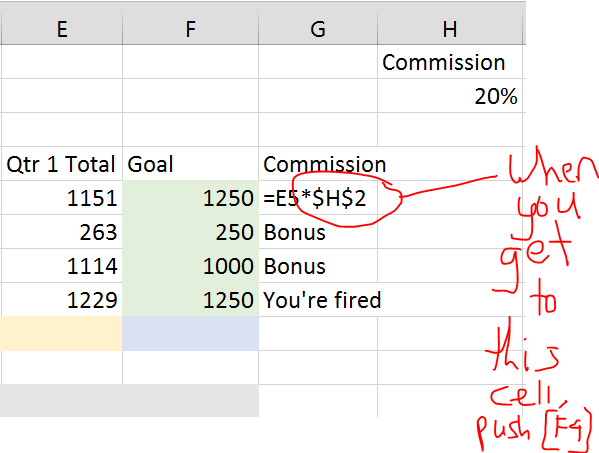 E F G H
Commission
20%
Qtr 1 Total Goal Commission
1151 1250 =E5*$H$2
263 250 Bonus
1114 1000 Bonus
1229 1250 You're fired
when
you
get
to
this
cell,
push [F4]